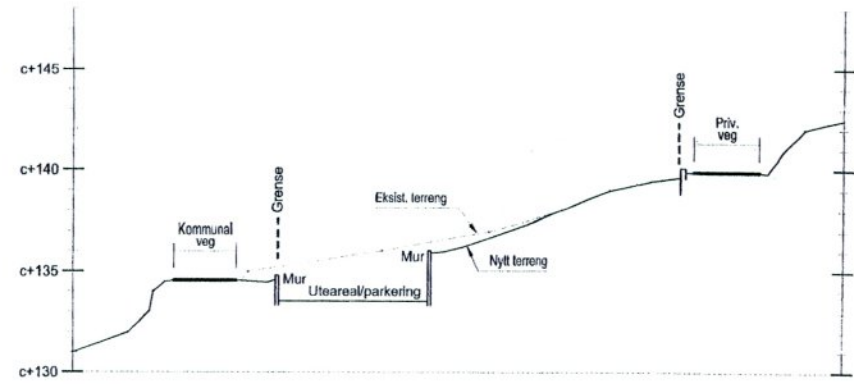 c+145
c+140
c+135
c+130
Kommunal
veg
Grense
Mur
Uteareal/parkering
Mur
Eksist. terreng
Nytt terreng
Grense
Priv.
veg